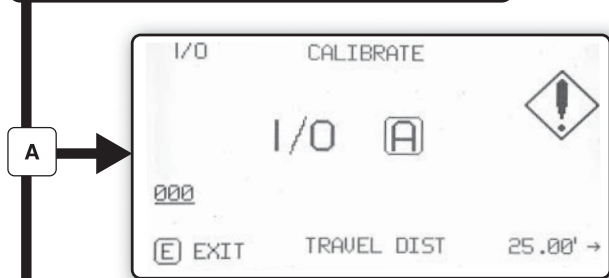 I/O CALIBRATE
A
I/O A
000
E EXIT TRAVEL DIST 25.00' →